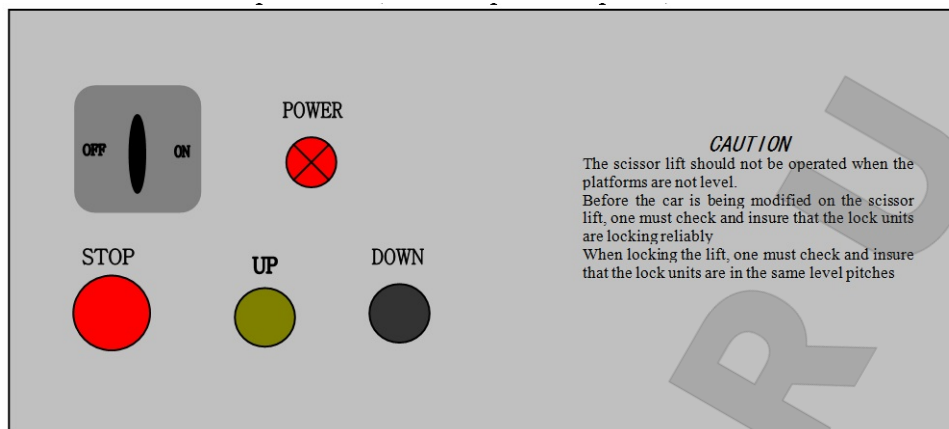 OFF ON
POWER
STOP
UP
DOWN
CAUTION
The scissor lift should not be operated when the
platforms are not level.
Before the car is being modified on the scissor
lift, one must check and insure that the lock units
are locking reliably
When locking the lift, one must check and insure
that the lock units are in the same level pitches
R U